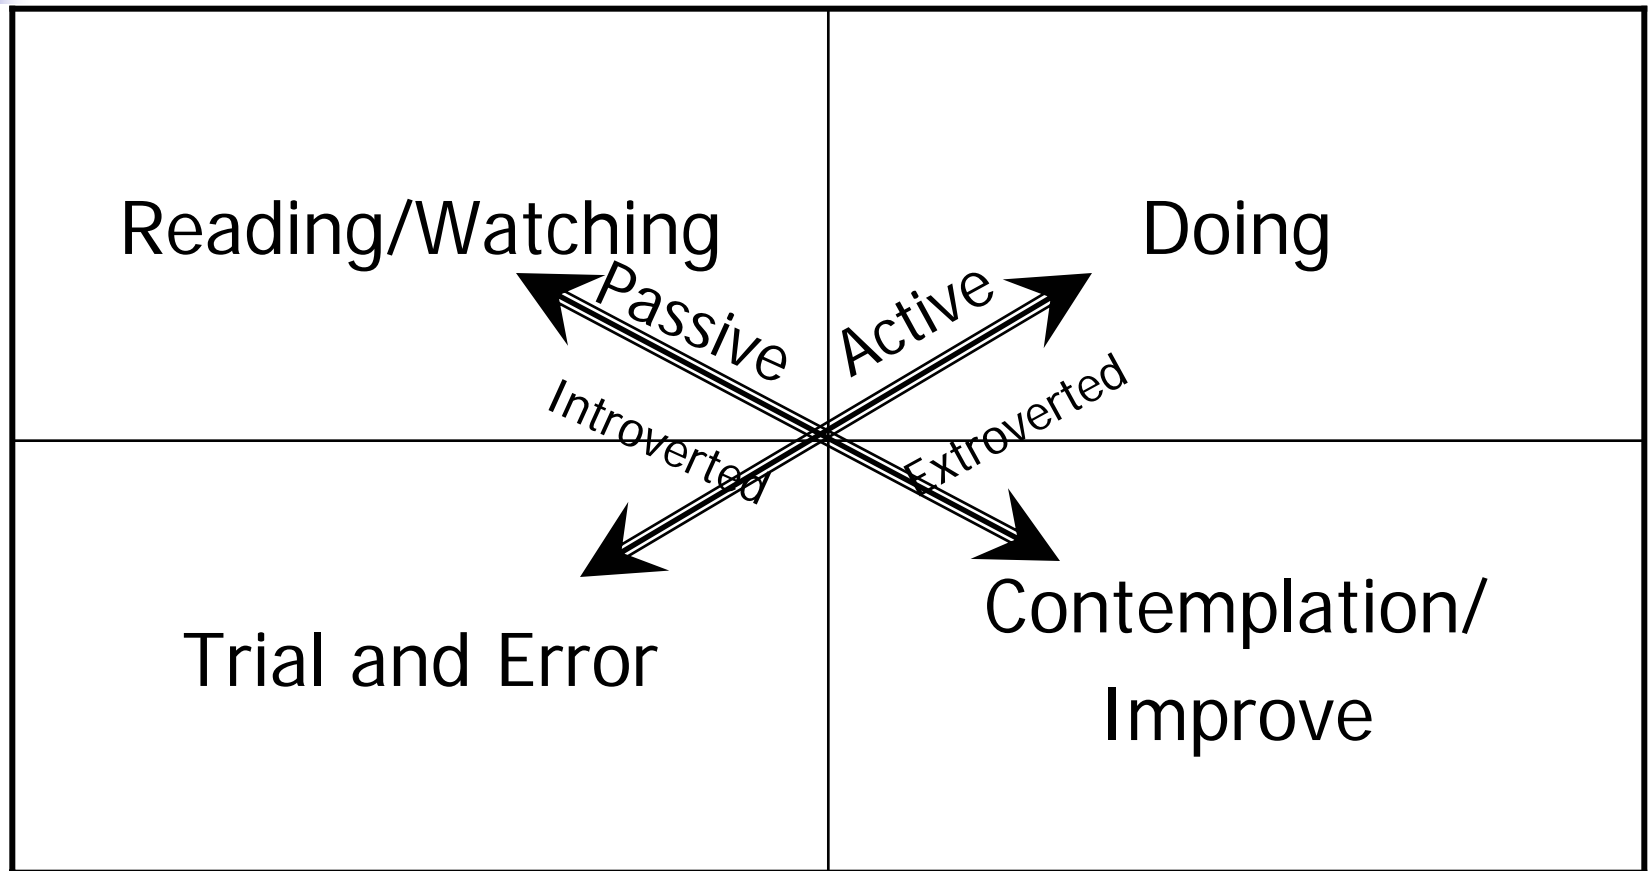 Reading/Watching
Doing
Passive
Active
Introverted
Extroverted
Trial and Error
Contemplation/
Improve